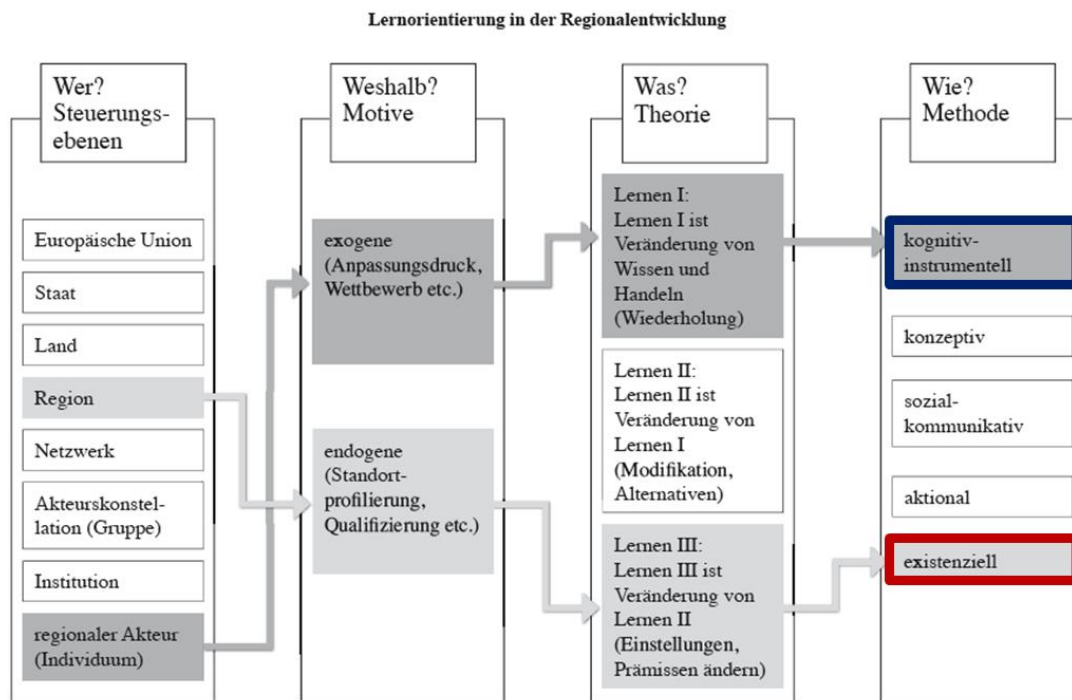 Lernorientierung in der Regionalentwicklung
Wer?
Steuerungs-
ebenen
Europäische Union
Staat
Land
Region
Netzwerk
Akteurskonstel-
lation (Gruppe)
Institution
regionaler Akteur
(Individuum)
Weshalb?
Motive
exogene
(Anpassungsdruck,
Wettbewerb etc.)
endogene
(Standort-
profilierung,
Qualifizierung etc.)
Was?
Theorie
Lernen I:
Lernen I ist
Veränderung von
Wissen und
Handeln
(Wiederholung)
Lernen II:
Lernen II ist
Veränderung von
Lernen I
(Modifikation,
Alternativen)
Lernen III:
Lernen III ist
Veränderung von
Lernen II
(Einstellungen,
Prämissen ändern)
Wie?
Methode
kognitiv-
instrumentell
konzeptiv
sozial-
kommunikativ
aktional
existenziell